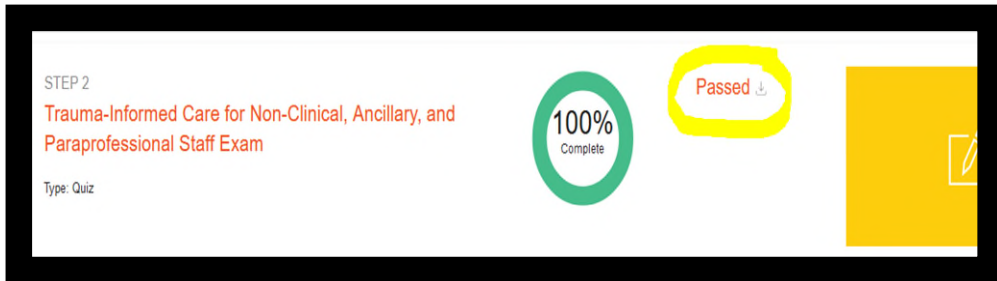 STEP 2
Trauma-Informed Care for Non-Clinical, Ancillary, and
Paraprofessional Staff Exam
Type: Quiz
100%
Complete
Passed